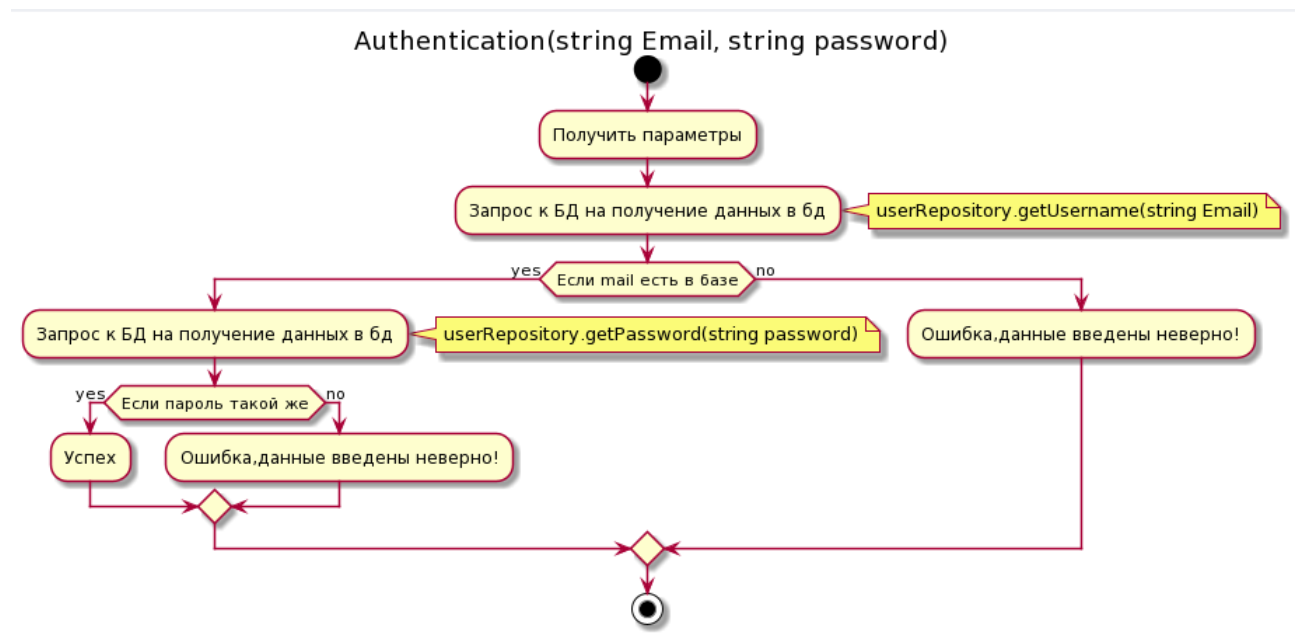 Authentication(string Email, string password)
Получить параметры
Запрос к БД на получение данных в бд
userRepository.getUsername(string Email)
yes
Если mail есть в базе
no
Запрос к БД на получение данных в бд
userRepository.getPassword(string password)
Ошибка,данные введены неверно!
yes
Если пароль такой же
no
Успех
Ошибка,данные введены неверно!